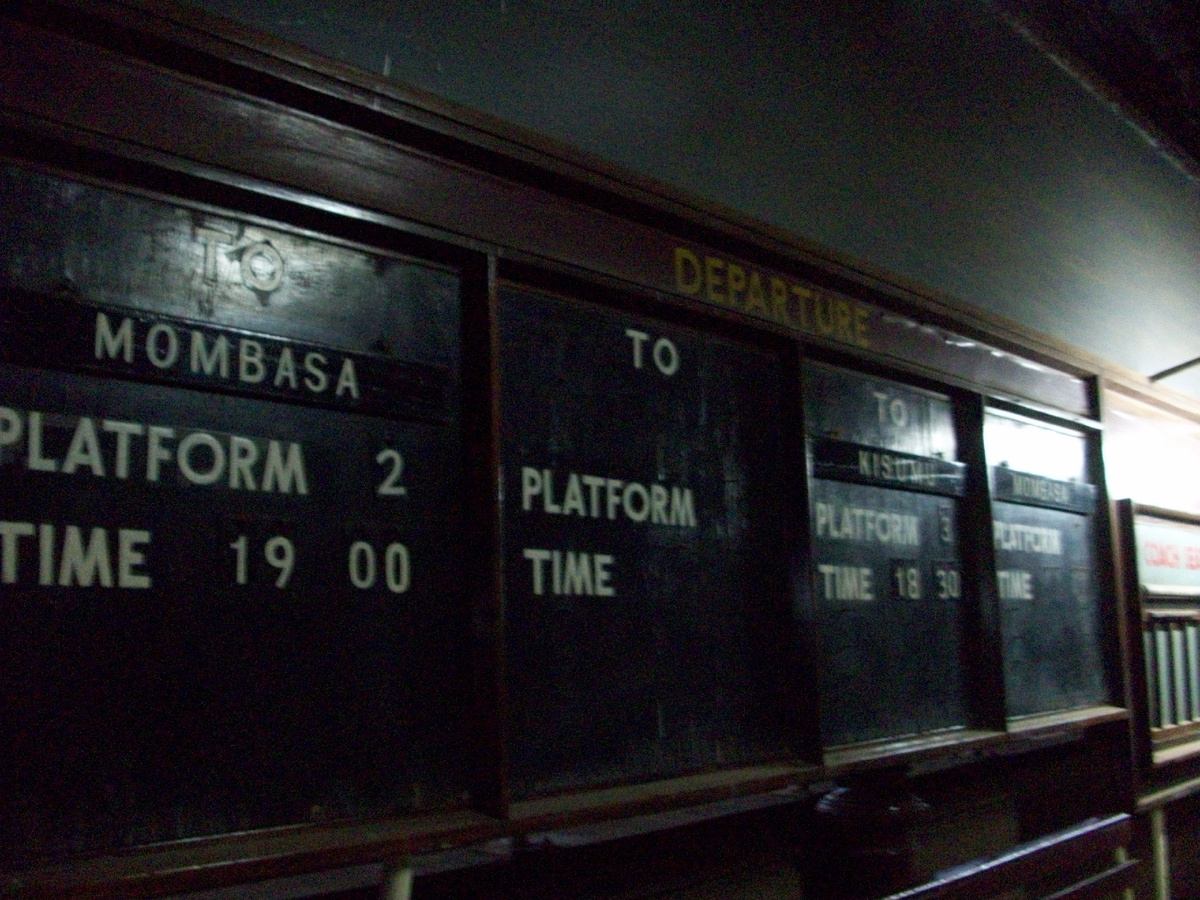 DEPARTURE
TO
MOMBASA
PLATFORM 2
TIME 19 00
TO
PLATFORM
TIME
TO
KISUMU
PLATFORM 3
TIME 18 30
MOMBASA
PLATFORM
TIME
COACH